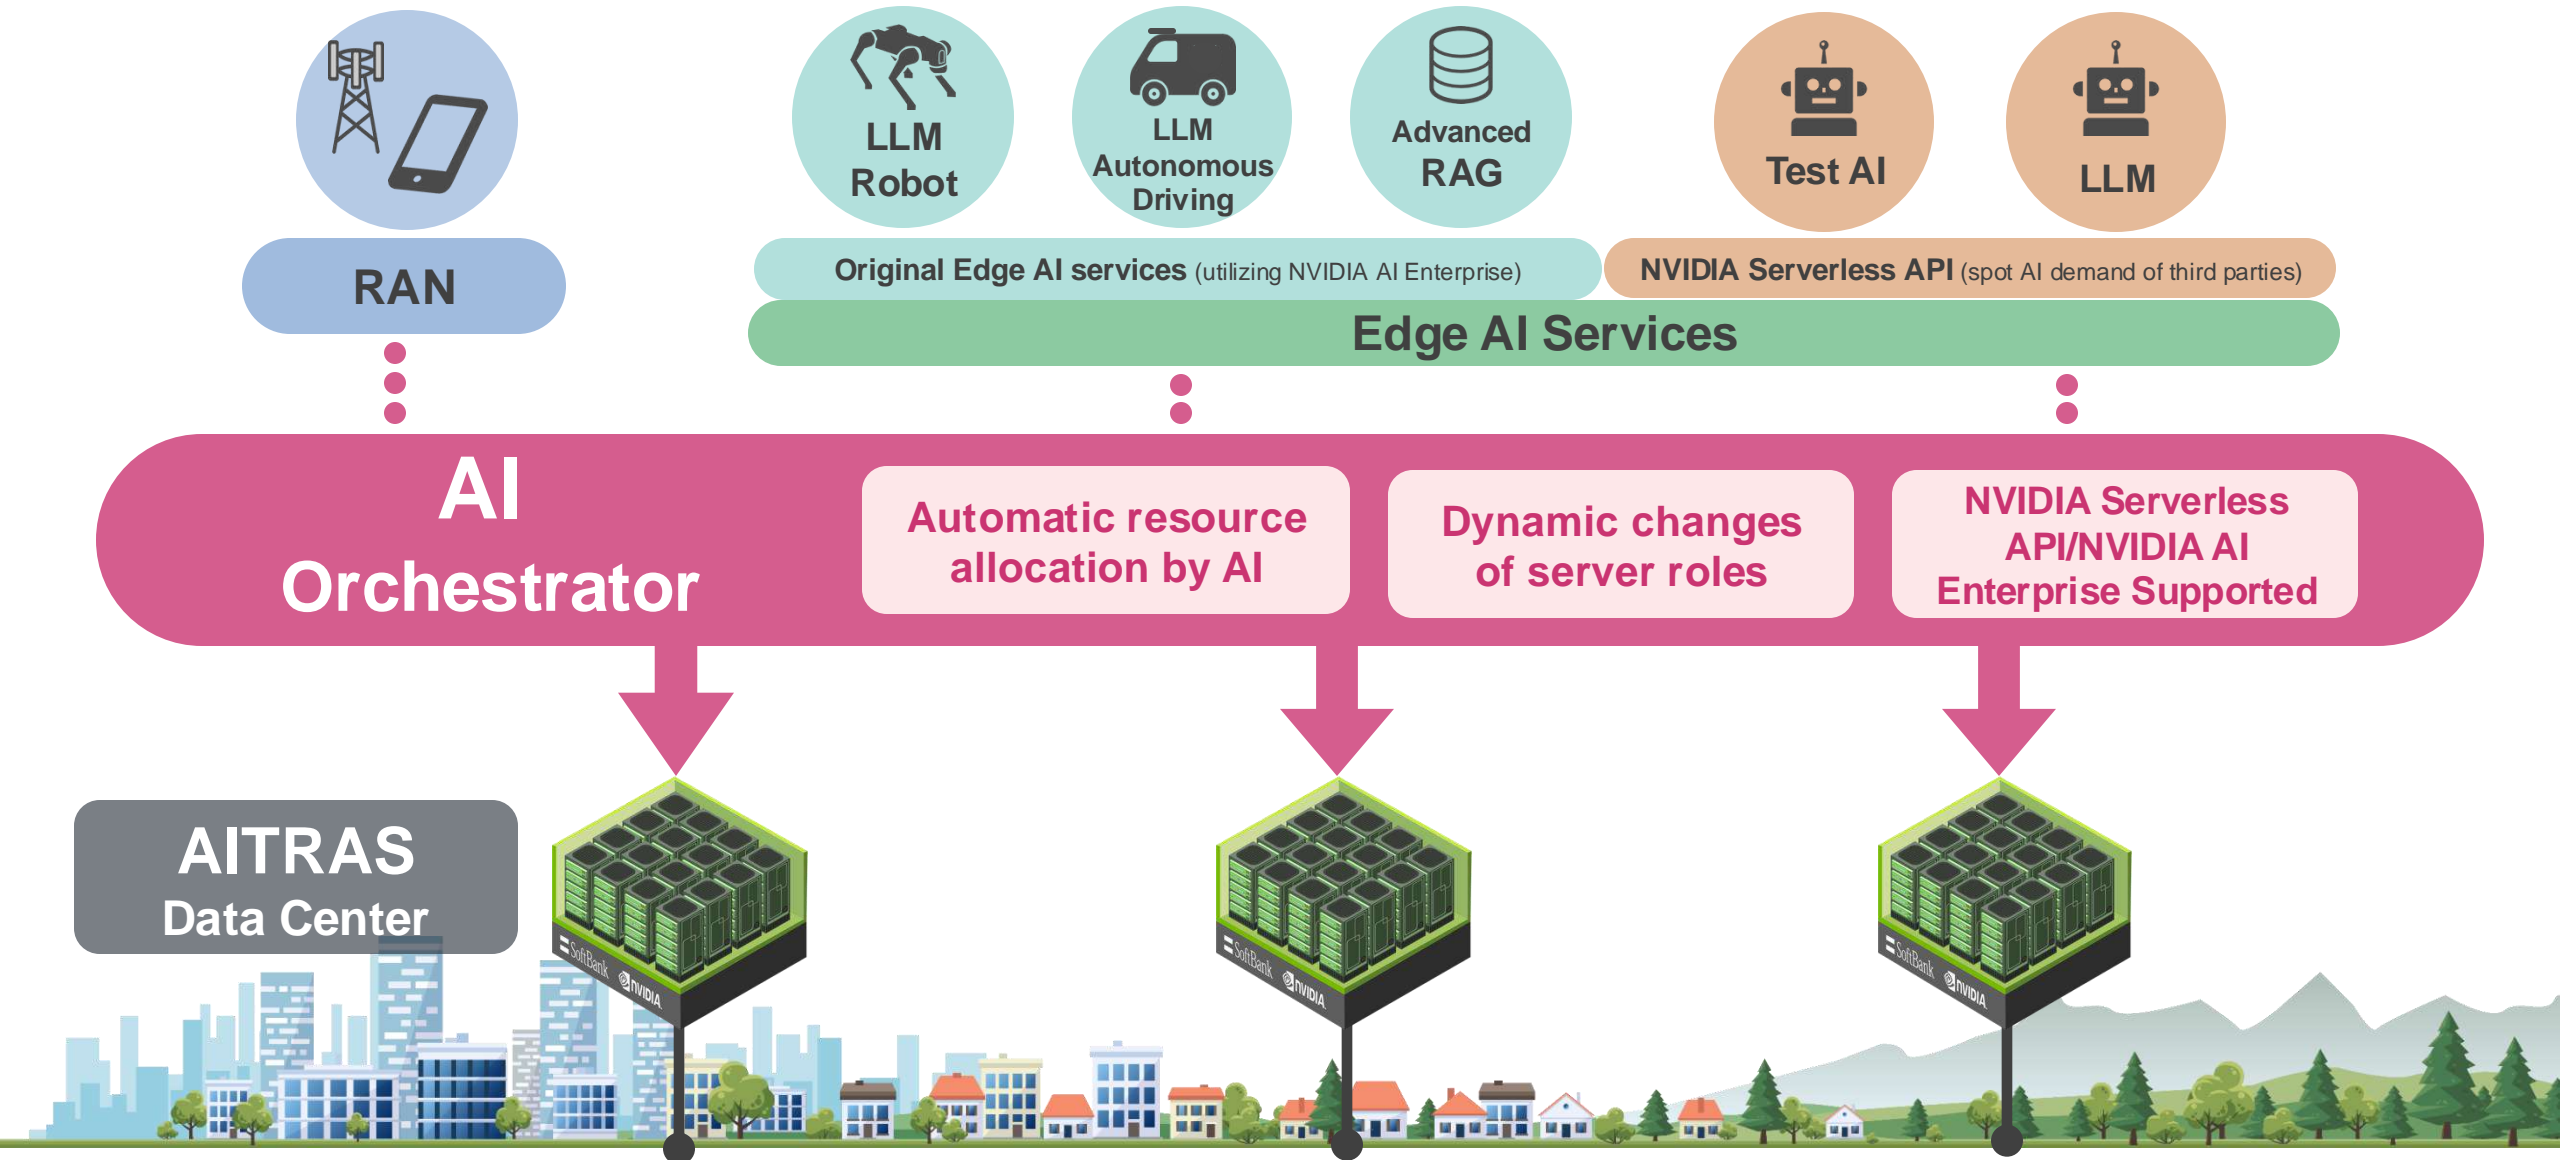 LLM
Robot
LLM
Autonomous
Driving
Advanced
RAG
Test AI
LLM
RAN
Original Edge AI services (utilizing NVIDIA AI Enterprise)
NVIDIA Serverless API (spot AI demand of third parties)
Edge AI Services
AI
Orchestrator
Automatic resource
allocation by AI
Dynamic changes
of server roles
NVIDIA Serverless
API/NVIDIA AI
Enterprise Supported
AITRAS
Data Center
SoftBank NVIDIA
SoftBank NVIDIA
SoftBank NVIDIA